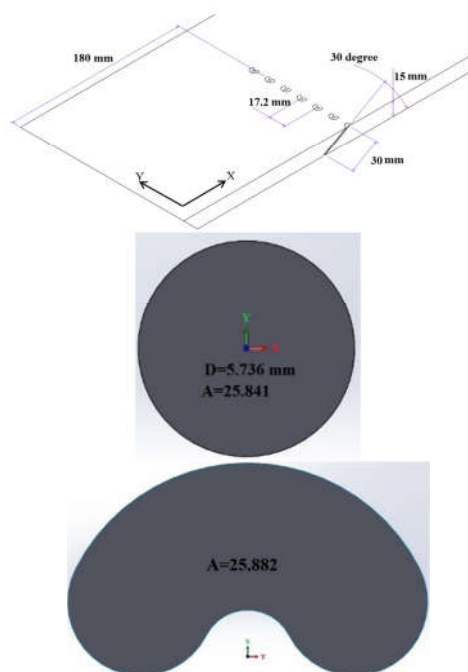 180 mm
30 degree
15 mm
17.2 mm
30 mm
Y
X
Y
X
D=5.736 mm
A=25.841
A=25.882